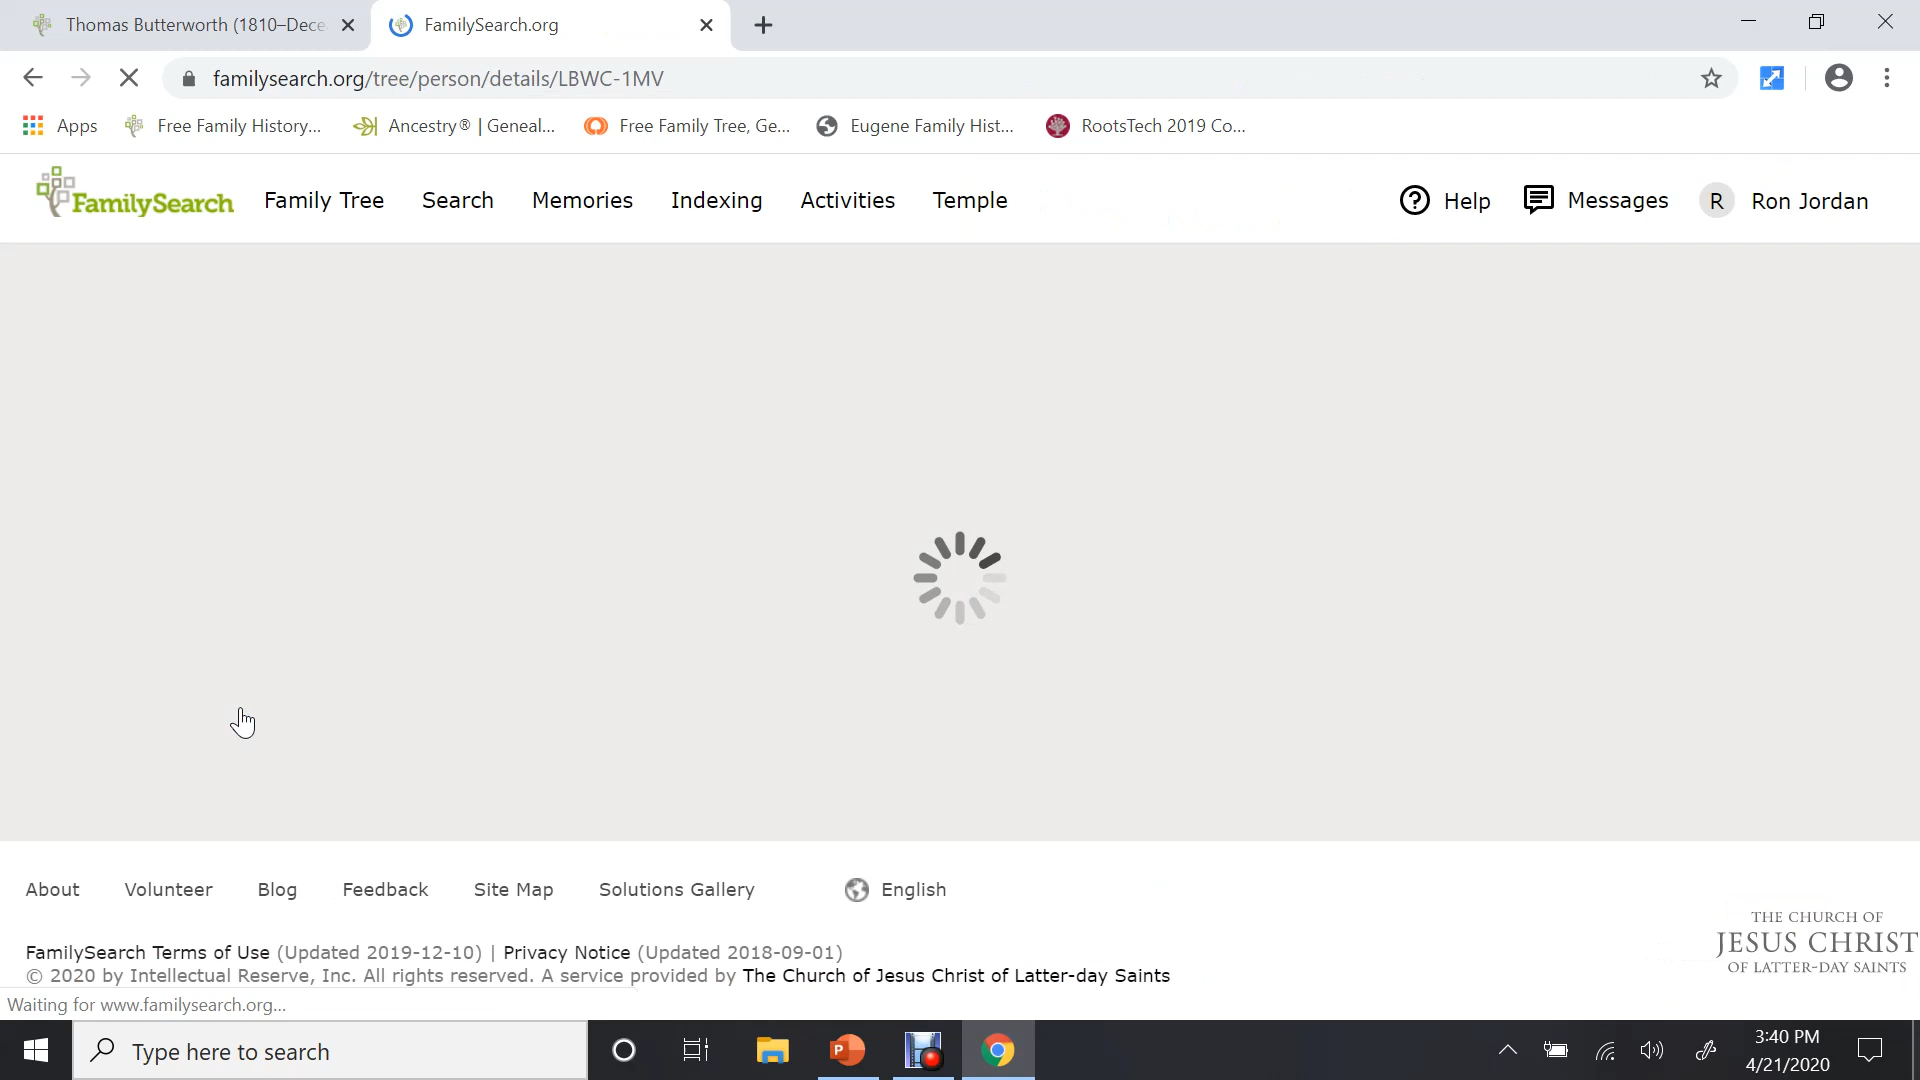 Thomas Butterworth (1810–Dece
FamilySearch.org
familysearch.org/tree/person/details/LBWC-1MV
Apps
Free Family History...
Ancestry® | Geneal...
Free Family Tree, Ge...
Eugene Family Hist...
RootsTech 2019 Co...
FamilySearch
Family Tree
Search
Memories
Indexing
Activities
Temple
Help
Messages
R
Ron Jordan
About
Volunteer
Blog
Feedback
Site Map
Solutions Gallery
English
THE CHURCH OF
JESUS CHRIST
OF LATTER-DAY SAINTS
FamilySearch Terms of Use (Updated 2019-12-10) | Privacy Notice (Updated 2018-09-01)
© 2020 by Intellectual Reserve, Inc. All rights reserved. A service provided by The Church of Jesus Christ of Latter-day Saints
Waiting for www.familysearch.org...
Type here to search
P
3:40 PM
4/21/2020